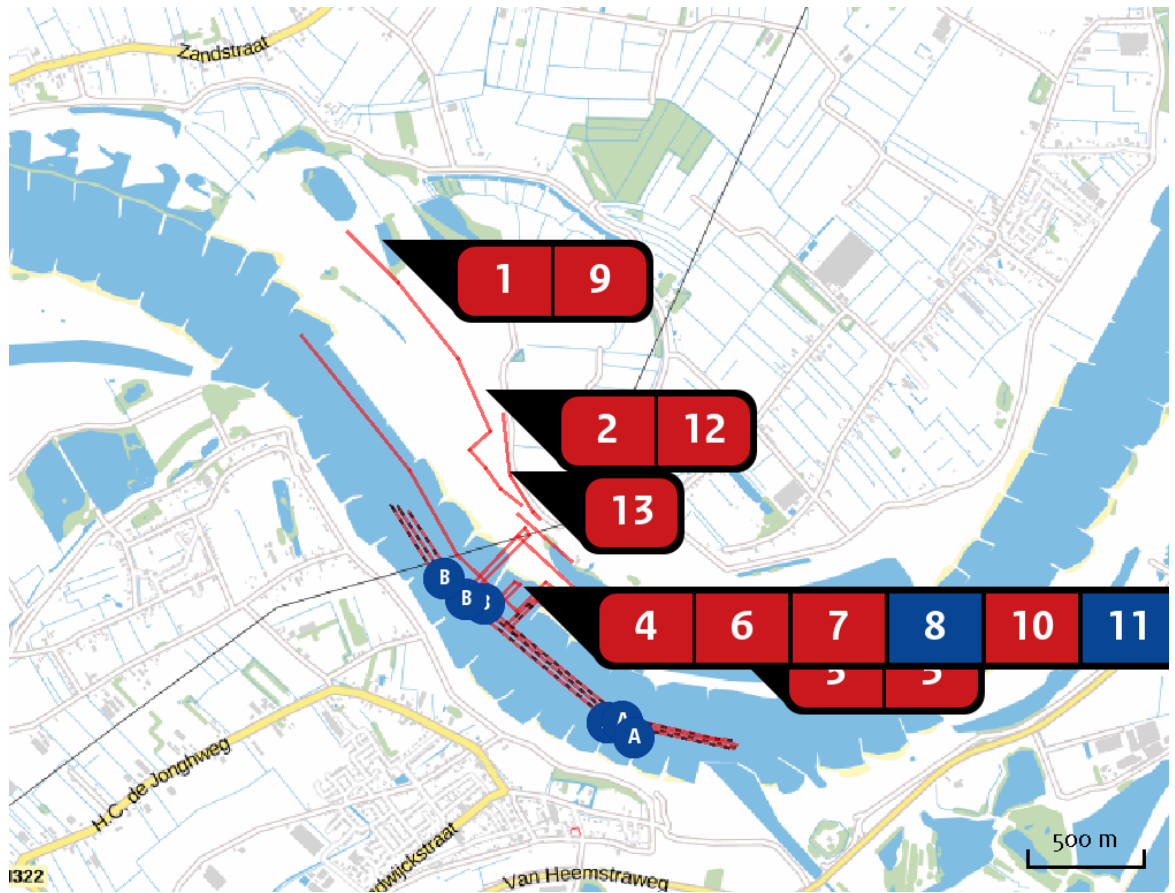 Zandstraat
1 9
2 12
13
B
B
4 6 7 8 10 11
A
A
H.C. de Jonghweg
500 m
Van Heemstraweg